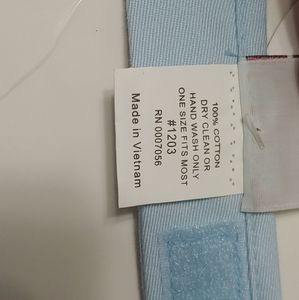 100% COTTON
DRY CLEAN OR
HAND WASH ONLY
ONE SIZE FITS MOST
#1203
RN 0007056
Made in Vietnam